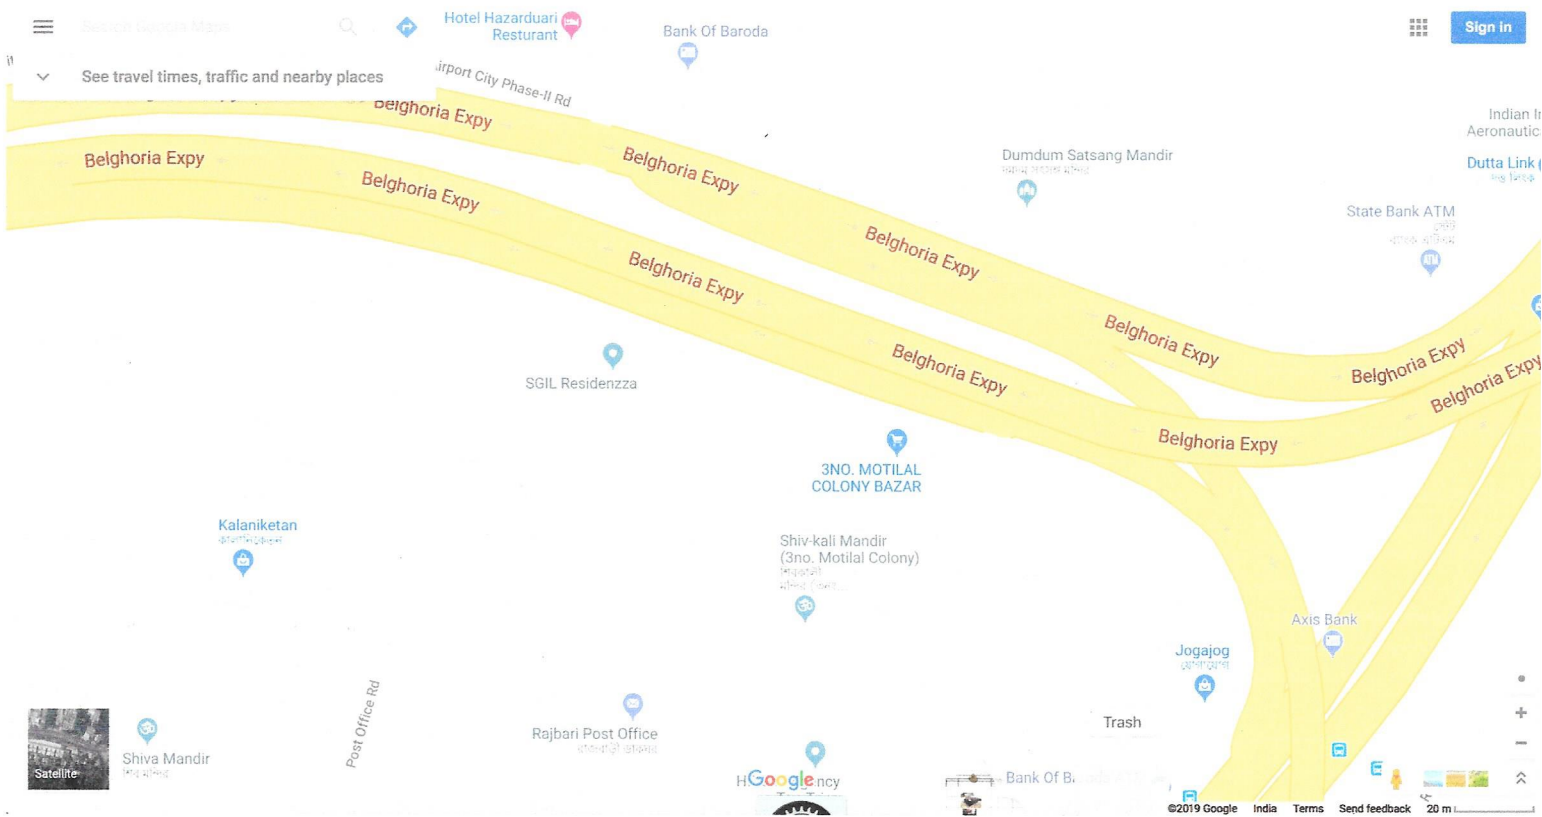 Hotel Hazarduari
Resturant
Bank Of Baroda
Sign in
See travel times, traffic and nearby places
City Phase-II Rd
Belghoria Expy
Belghoria Expy
Belghoria Expy
Belghoria Expy
Belghoria Expy
Belghoria Expy
Belghoria Expy
Belghoria Expy
Belghoria Expy
Belghoria Expy
Belghoria Expy
Indian
Dumdum Satsang Mandir
Dutta Link
State Bank ATM
ATM
SGIL Residenzza
3NO. MOTILAL
COLONY BAZAR
Kalaniketan
Shiv-kali Mandir
(3no. Motilal Colony)
Axis Bank
Jogajog
Post Office Rd
Rajbari Post Office
Trash
Shiva Mandir
Satellite
Google
Bank Of
©2019 Google India Terms Send feedback 20 m